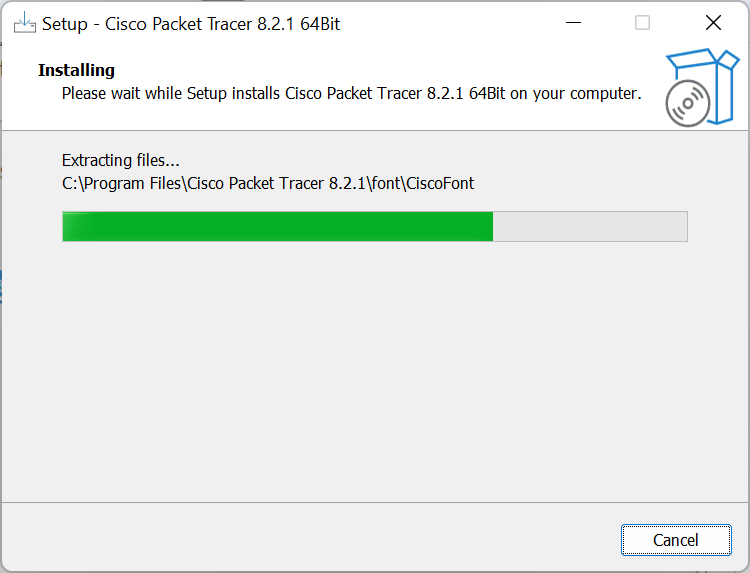 Setup - Cisco Packet Tracer 8.2.1 64Bit
Installing
Please wait while Setup installs Cisco Packet Tracer 8.2.1 64Bit on your computer.
Extracting files...
C:\Program Files\Cisco Packet Tracer 8.2.1\font\CiscoFont
Cancel